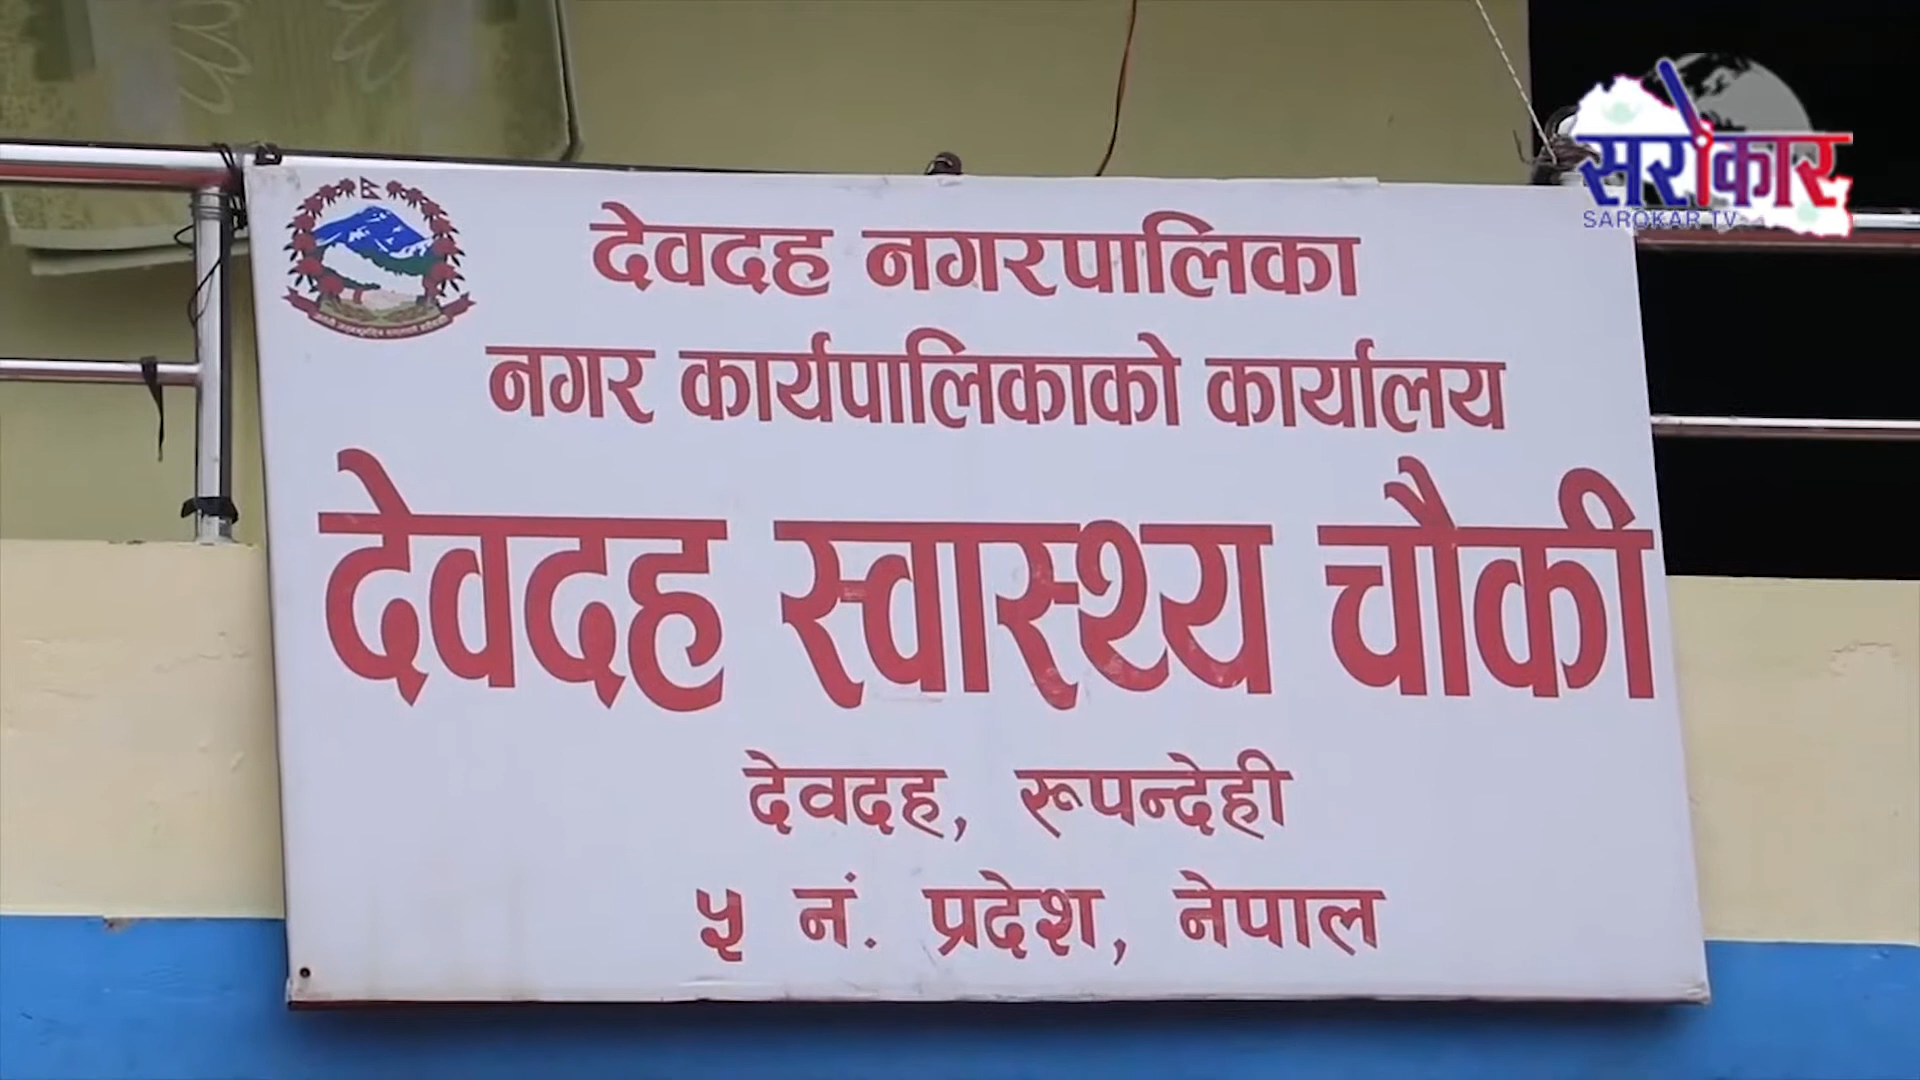 सरोकार
SAROKAR TV
देवदह नगरपालिका
नगर कार्यपालिकाको कार्यालय
देवदह स्वास्थ्य चौकी
देवदह, रूपन्देही
५ नं. प्रदेश, नेपाल